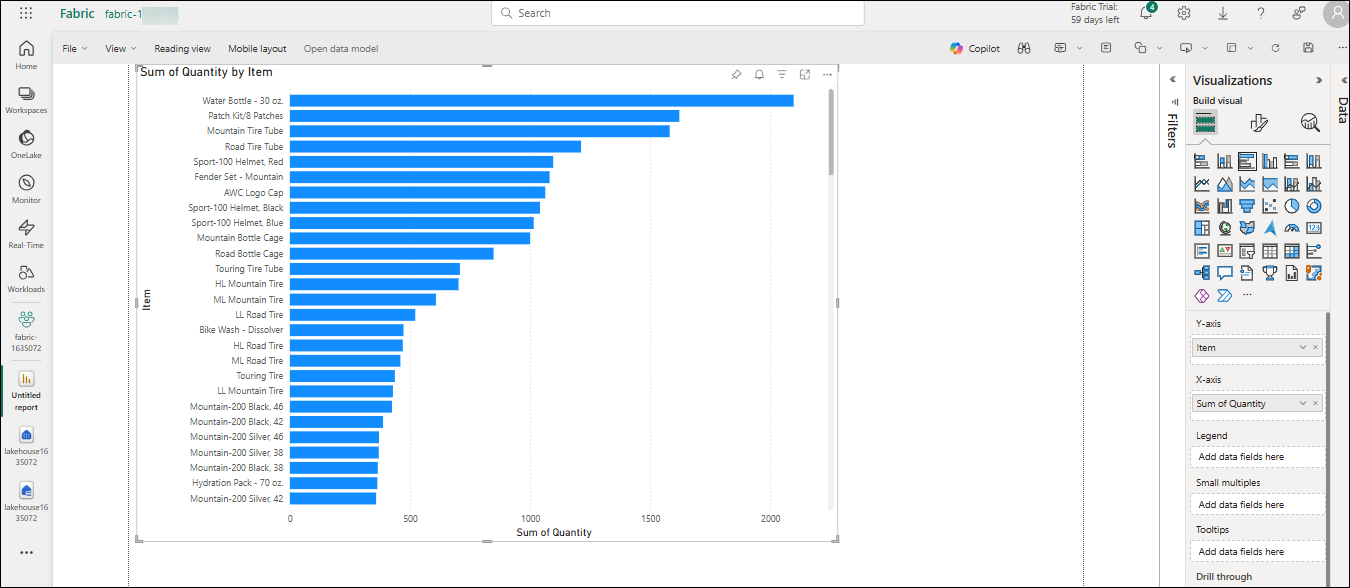 Fabric fabric-1
Search
Fabric Trial:
59 days left
4
File View Reading view Mobile layout Open data model
Copilot
Home
Workspaces
OneLake
Monitor
Real-Time
Workloads
fabric-
1635072
Untitled
report
lakehouse16
35072
lakehouse16
35072
Sum of Quantity by Item
Item
Water Bottle - 30 oz.
Patch Kit/8 Patches
Mountain Tire Tube
Road Tire Tube
Sport-100 Helmet, Red
Fender Set - Mountain
AWC Logo Cap
Sport-100 Helmet, Black
Sport-100 Helmet, Blue
Mountain Bottle Cage
Road Bottle Cage
Touring Tire Tube
HL Mountain Tire
ML Mountain Tire
LL Road Tire
Bike Wash - Dissolver
HL Road Tire
ML Road Tire
Touring Tire
LL Mountain Tire
Mountain-200 Black, 46
Mountain-200 Black, 42
Mountain-200 Silver, 46
Mountain-200 Silver, 38
Mountain-200 Black, 38
Hydration Pack - 70 oz.
Mountain-200 Silver, 42
0 500 1000 1500 2000
Sum of Quantity
Filters
Visualizations
Build visual
123
Y-axis
Item
X-axis
Sum of Quantity
Legend
Add data fields here
Small multiples
Add data fields here
Tooltips
Add data fields here
Drill through
Data